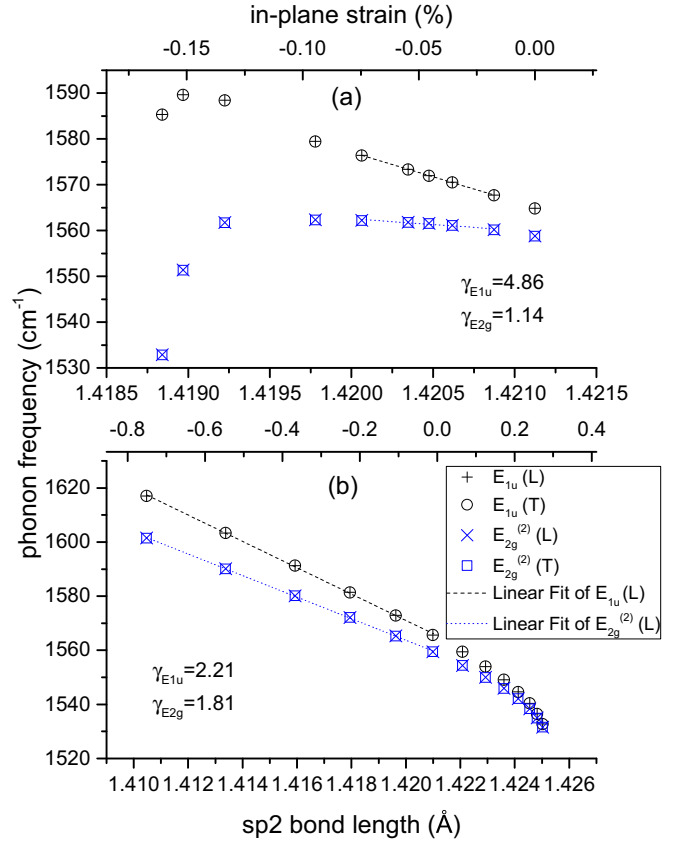 in-plane strain (%)
-0.15 -0.10 -0.05 0.00
(a)
1590
1580
1570
1560
1550
1540
1530
γE1u=4.86
γE2g=1.14
1.4185 1.4190 1.4195 1.4200 1.4205 1.4210 1.4215
phonon frequency (cm-1)
-0.8 -0.6 -0.4 -0.2 0.0 0.2 0.4
(b)
1620
1600
1580
1560
1540
1520
E1u (L)
E1u (T)
E2g(2) (L)
E2g(2) (T)
Linear Fit of E1u (L)
Linear Fit of E2g(2) (L)
γE1u=2.21
γE2g=1.81
1.410 1.412 1.414 1.416 1.418 1.420 1.422 1.424 1.426
sp2 bond length (Å)